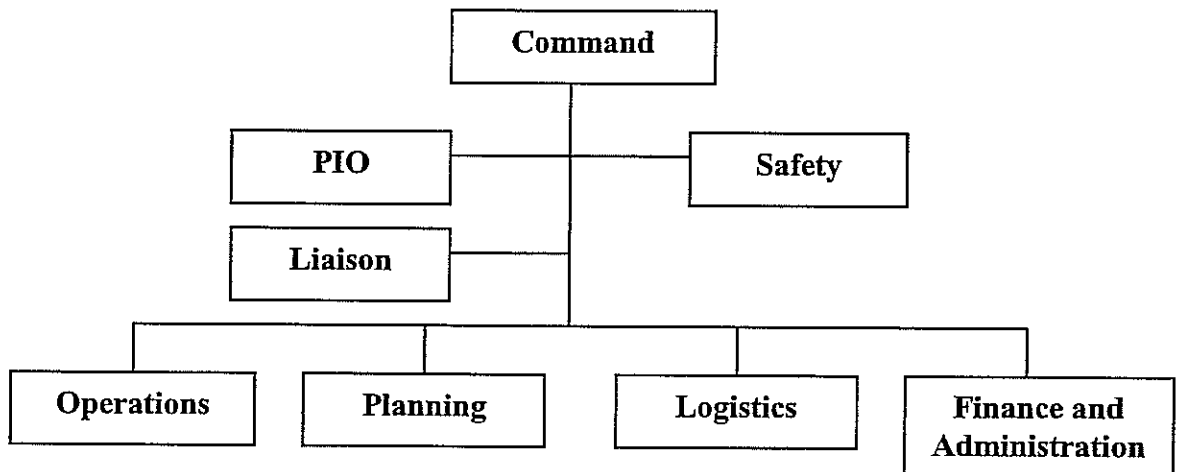 Command
PIO
Safety
Liaison
Operations
Planning
Logistics
Finance and
Administration